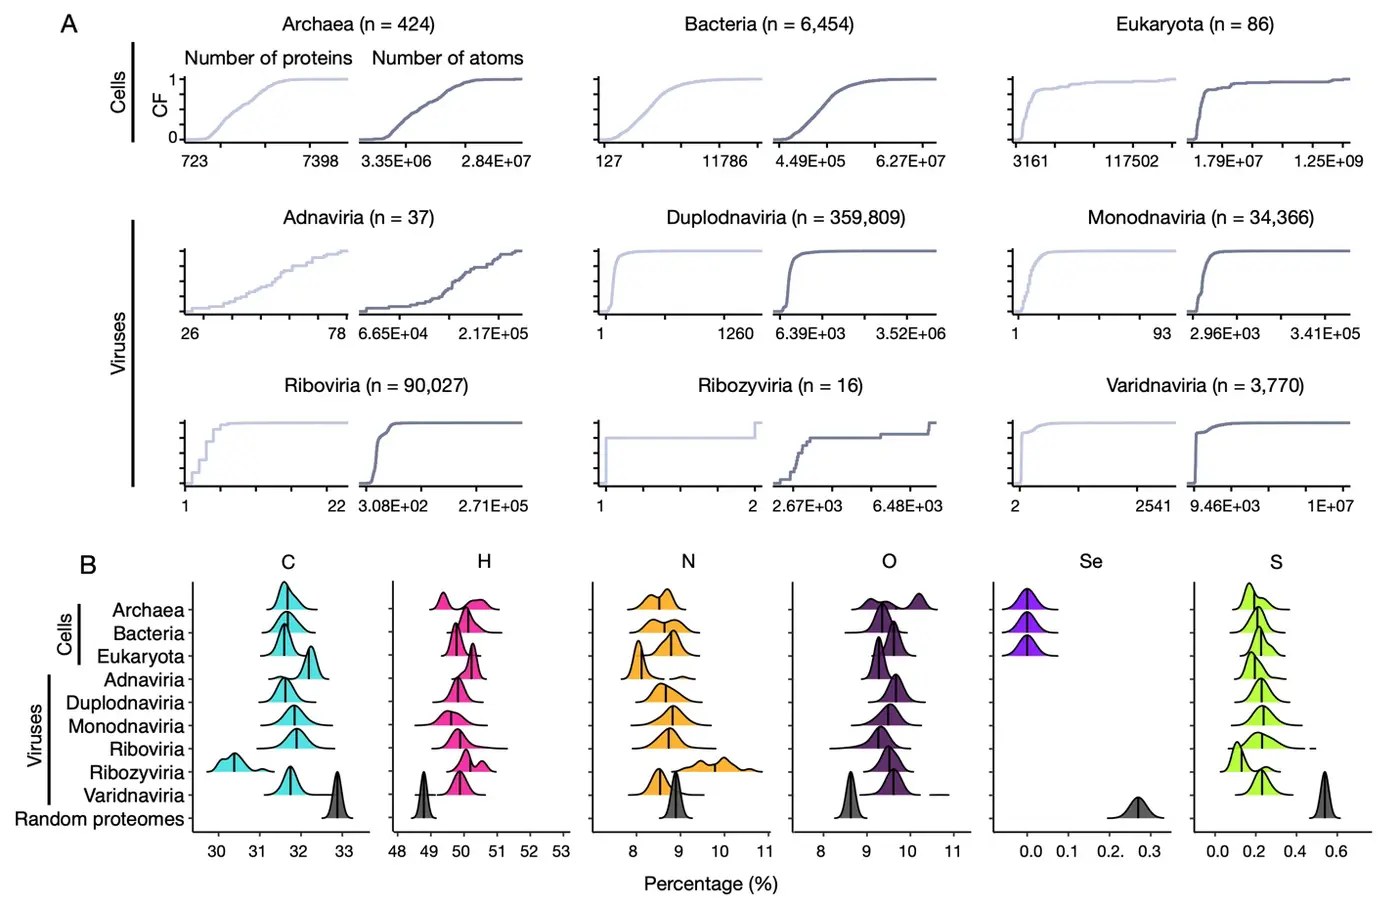 A
Archaea (n = 424)
Bacteria (n = 6,454)
Eukaryota (n = 86)
Number of proteins
Number of atoms
Cells
CF
1
0
723 7398
3.35E+06 2.84E+07
127 11786
4.49E+05 6.27E+07
3161 117502
1.79E+07 1.25E+09
Viruses
Adnaviria (n = 37)
Duplodnaviria (n = 359,809)
Monodnaviria (n = 34,366)
26 78
6.65E+04 2.17E+05
1 1260
6.39E+03 3.52E+06
1 93
2.96E+03 3.41E+05
Riboviria (n = 90,027)
Ribozyviria (n = 16)
Varidnaviria (n = 3,770)
1 22
3.08E+02 2.71E+05
1 2
2.67E+03 6.48E+03
2 2541
9.46E+03 1E+07
B
C
H
N
O
Se
S
Cells
Archaea
Bacteria
Eukaryota
Viruses
Adnaviria
Duplodnaviria
Monodnaviria
Riboviria
Ribozyviria
Varidnaviria
Random proteomes
30 31 32 33
48 49 50 51 52 53
8 9 10 11
8 9 10 11
0.0 0.1 0.2. 0.3
0.0 0.2 0.4 0.6
Percentage (%)